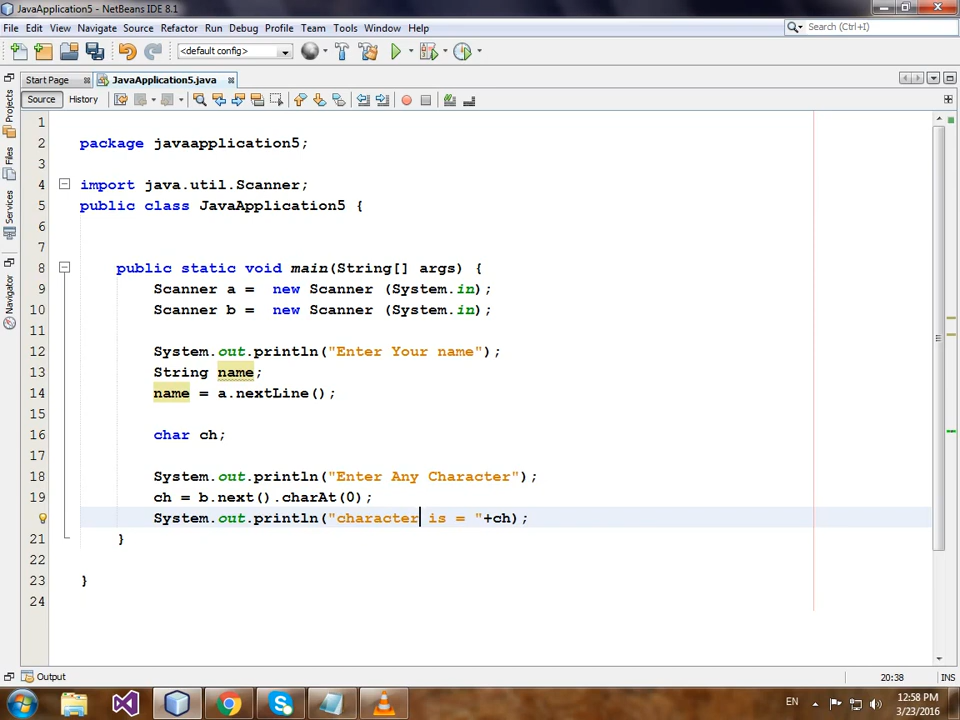 JavaApplication5 - NetBeans IDE 8.1
File Edit View Navigate Source Refactor Run Debug Profile Team Tools Window Help
Search (Ctrl+I)
<default config>
Start Page JavaApplication5.java
Source History
Projects
Files
Services
Navigator
1
2 package javaapplication5;
3
4 import java.util.Scanner;
5 public class JavaApplication5 {
6
7
8 public static void main(String[] args) {
9 Scanner a = new Scanner (System.in);
10 Scanner b = new Scanner (System.in);
11
12 System.out.println("Enter Your name");
13 String name;
14 name = a.nextLine();
15
16 char ch;
17
18 System.out.println("Enter Any Character");
19 ch = b.next().charAt(0);
System.out.println("character is = "+ch);
21 }
22
23 }
24
Output
20:38 INS
EN 12:58 PM
3/23/2016